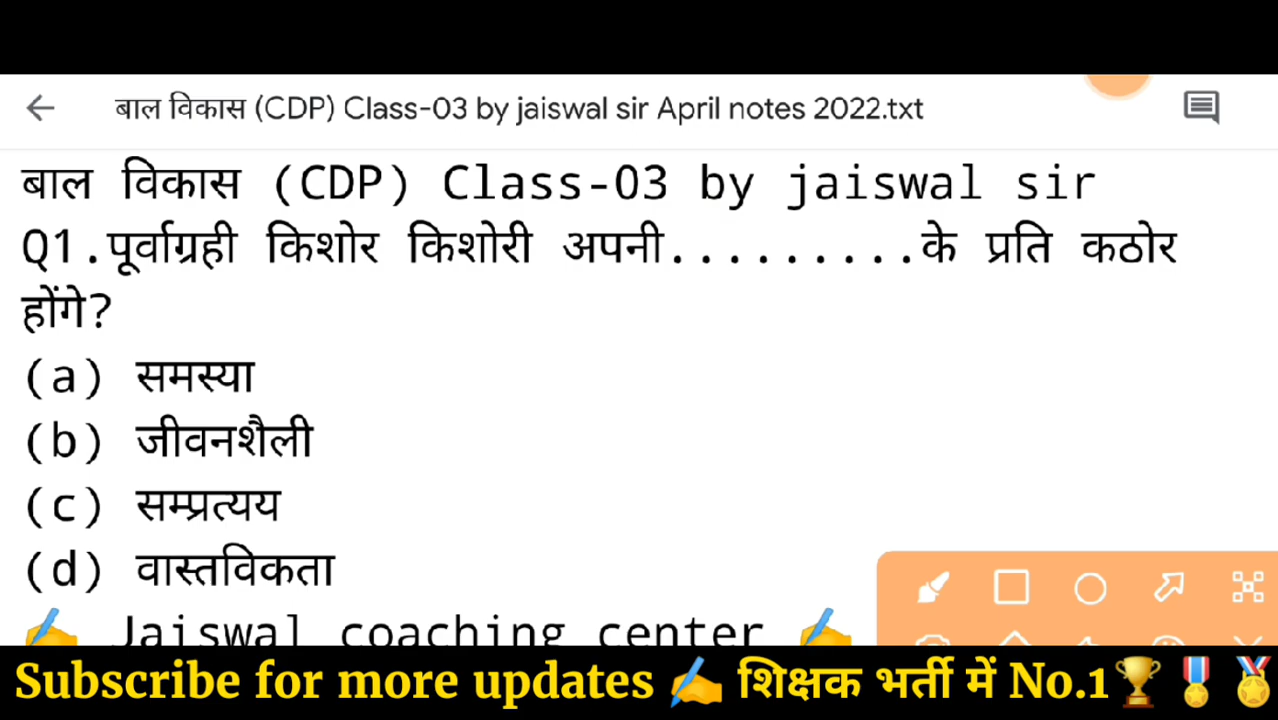 बाल विकास (CDP) Class-03 by jaiswal sir April notes 2022.txt
बाल विकास (CDP) Class-03 by jaiswal sir
Q1.पूर्वाग्रही किशोर किशोरी अपनी.........के प्रति कठोर
होंगे?
(a) समस्या
(b) जीवनशैली
(c) सम्प्रत्यय
(d) वास्तविकता
✍️ Jaiswal coaching center ✍️
Subscribe for more updates ✍️ शिक्षक भर्ती में No.1🏆🎖️🏅